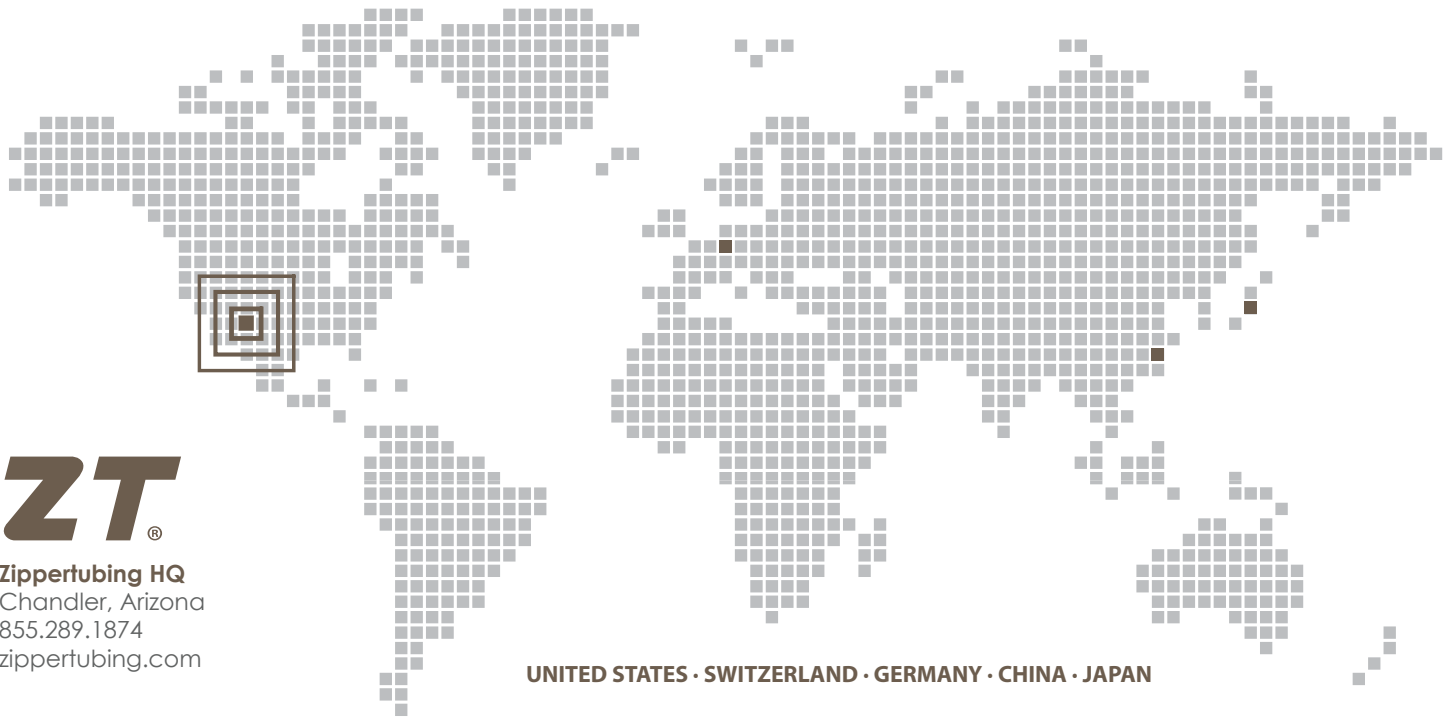 ZT®
Zippertubing HQ
Chandler, Arizona
855.289.1874
zippertubing.com
UNITED STATES · SWITZERLAND · GERMANY · CHINA · JAPAN